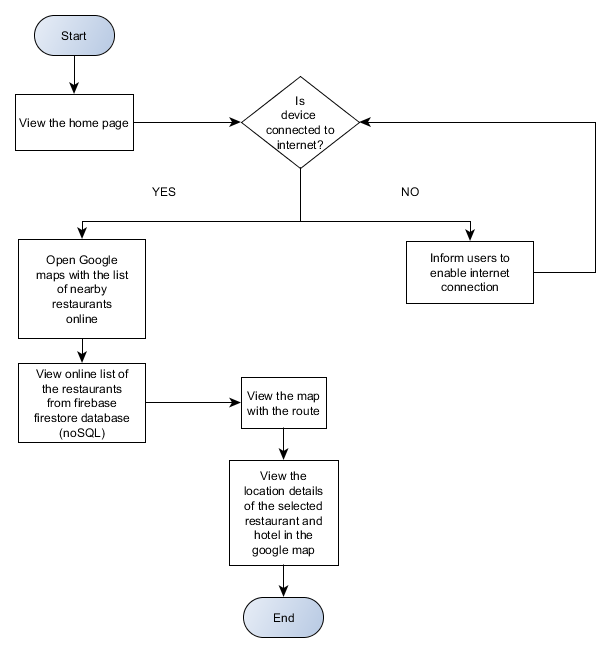 Start
View the home page
Is
device
connected to
internet?
YES
NO
Open Google
maps with the list
of nearby
restaurants
online
Inform users to
enable internet
connection
View online list of
the restaurants
from firebase
firestore database
(noSQL)
View the map
with the route
View the
location details
of the selected
restaurant and
hotel in the
google map
End